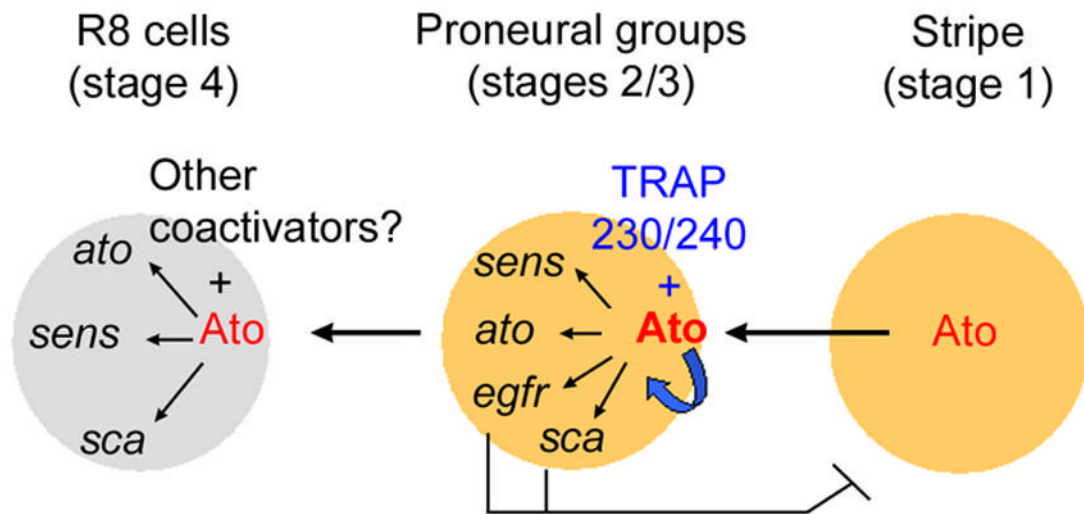 R8 cells
(stage 4)
Proneural groups
(stages 2/3)
Stripe
(stage 1)
Other
coactivators?
+
Ato
ato
sens
sca
TRAP
230/240
+
Ato
sens
ato
egfr
sca
Ato